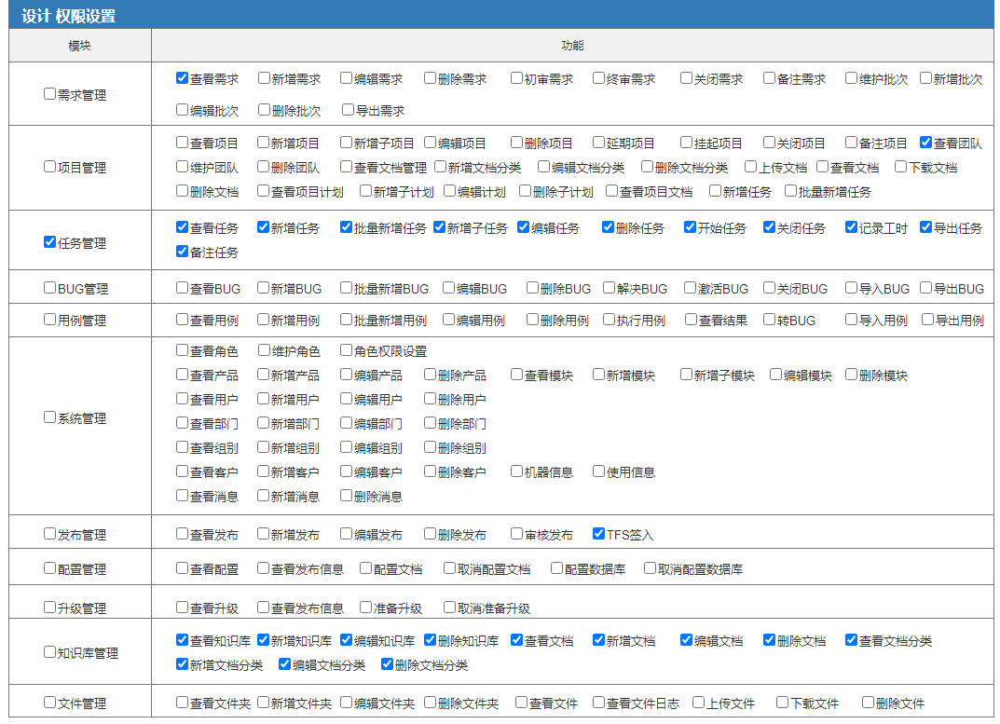 设计 权限设置
模块 功能
需求管理
查看需求 新增需求 编辑需求 删除需求 初审需求 终审需求 关闭需求 备注需求 维护批次 新增批次
编辑批次 删除批次 导出需求
项目管理
查看项目 新增项目 新增子项目 编辑项目 删除项目 延期项目 挂起项目 关闭项目 备注项目 查看团队
维护团队 删除团队 查看文档管理 新增文档分类 编辑文档分类 删除文档分类 上传文档 查看文档 下载文档
删除文档 查看项目计划 新增子计划 编辑计划 删除子计划 查看项目文档 新增任务 批量新增任务
任务管理
查看任务 新增任务 批量新增任务 新增子任务 编辑任务 删除任务 开始任务 关闭任务 记录工时 导出任务
备注任务
BUG管理 查看BUG 新增BUG 批量新增BUG 编辑BUG 删除BUG 解决BUG 激活BUG 关闭BUG 导入BUG 导出BUG
用例管理 查看用例 新增用例 批量新增用例 编辑用例 删除用例 执行用例 查看结果 转BUG 导入用例 导出用例
系统管理
查看角色 维护角色 角色权限设置
查看产品 新增产品 编辑产品 删除产品 查看模块 新增模块 新增子模块 编辑模块 删除模块
查看用户 新增用户 编辑用户 删除用户
查看部门 新增部门 编辑部门 删除部门
查看组别 新增组别 编辑组别 删除组别
查看客户 新增客户 编辑客户 删除客户 机器信息 使用信息
查看消息 新增消息 删除消息
发布管理 查看发布 新增发布 编辑发布 删除发布 审核发布 TFS签入
配置管理 查看配置 查看发布信息 配置文档 取消配置文档 配置数据库 取消配置数据库
升级管理 查看升级 查看发布信息 准备升级 取消准备升级
知识库管理
查看知识库 新增知识库 编辑知识库 删除知识库 查看文档 新增文档 编辑文档 删除文档 查看文档分类
新增文档分类 编辑文档分类 删除文档分类
文件管理 查看文件夹 新增文件夹 编辑文件夹 删除文件夹 查看文件 查看文件日志 上传文件 下载文件 删除文件